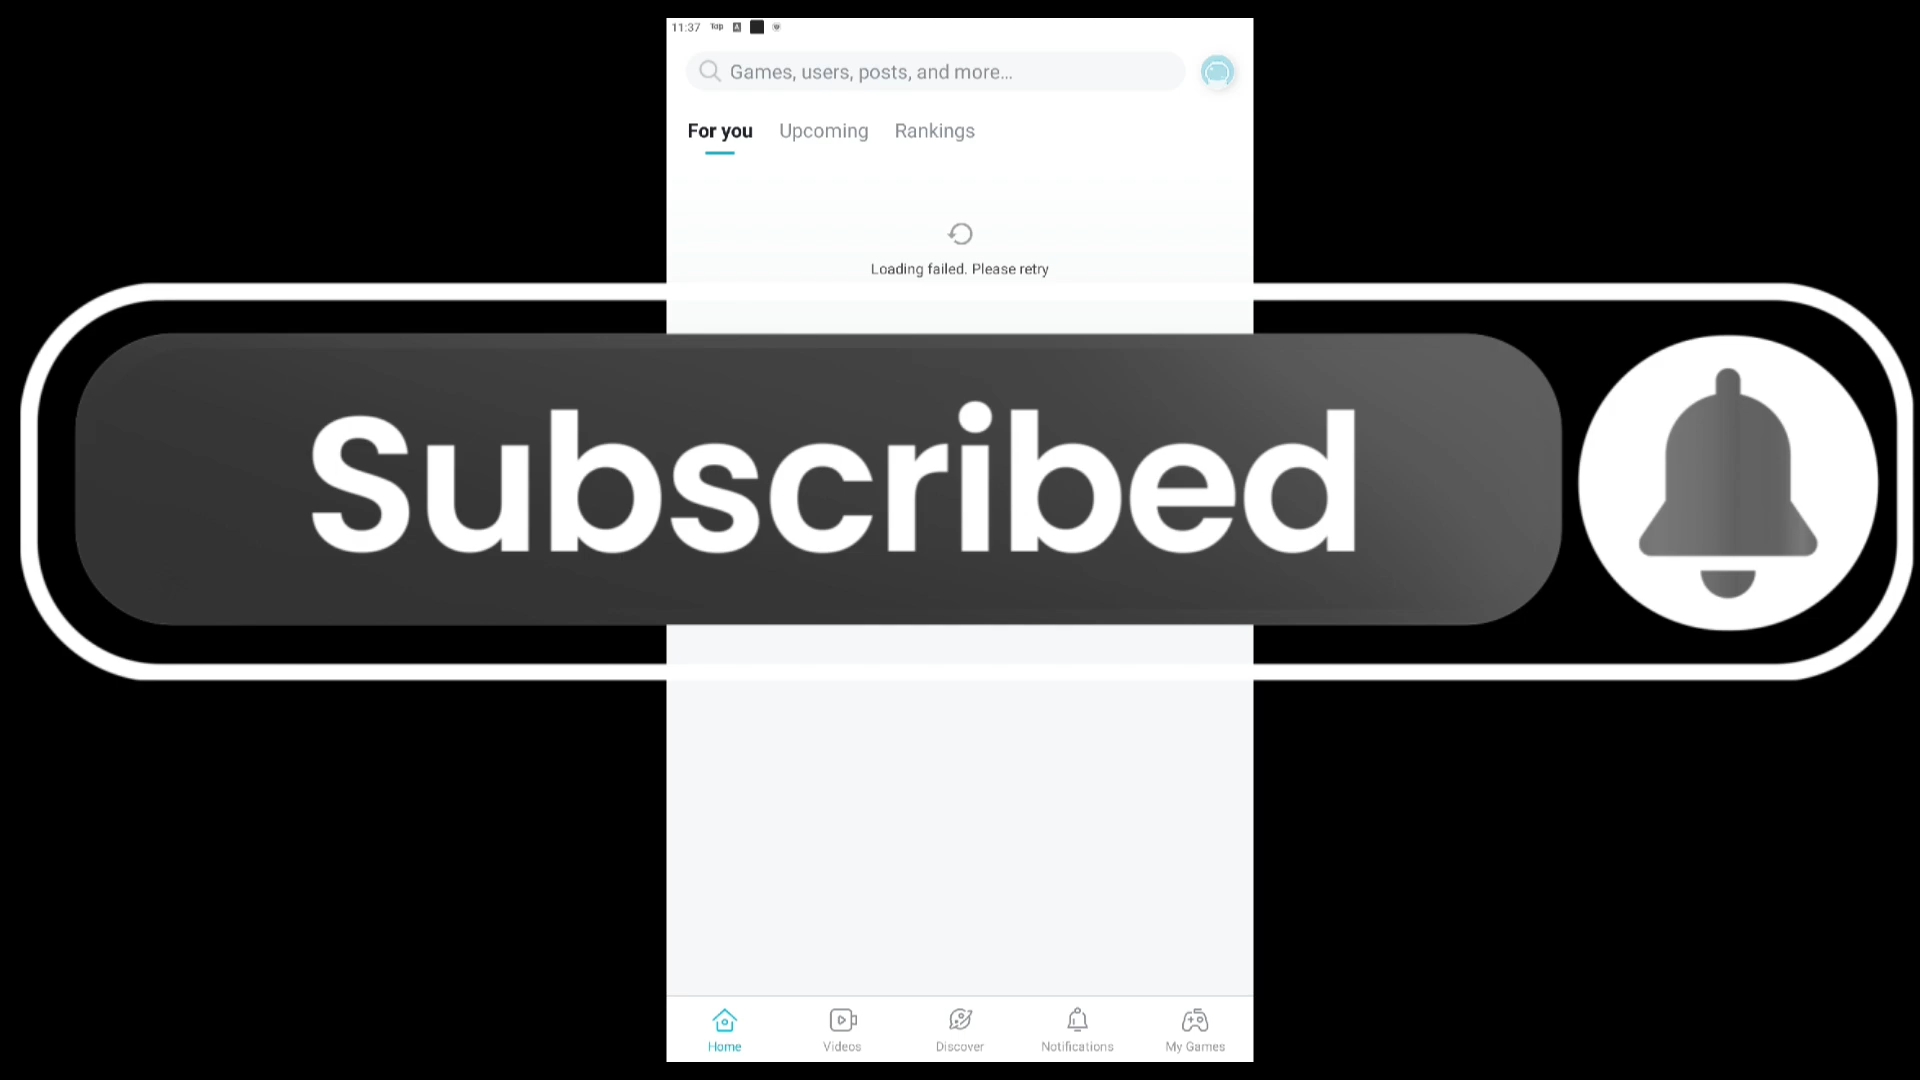 11:37 Tap A
Games, users, posts, and more...
For you Upcoming Rankings
Loading failed. Please retry
Subscribed
Home Videos Discover Notifications My Games